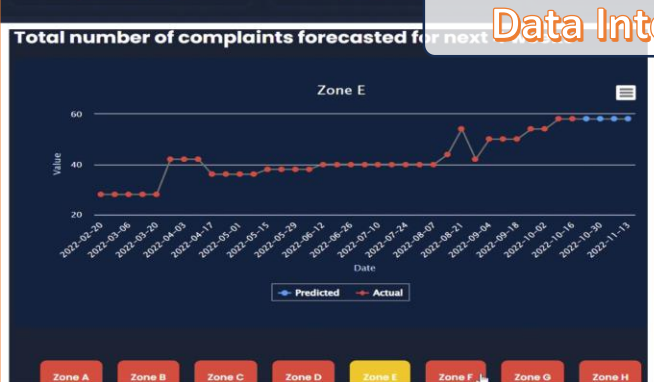 Data Int
Total number of complaints forecasted for next
Zone E
60
40
20
Value
2022-02-20 2022-03-06 2022-03-20 2022-04-03 2022-04-17 2022-05-01 2022-05-15 2022-05-29 2022-06-12 2022-06-26 2022-07-10 2022-07-24 2022-08-07 2022-08-21 2022-09-04 2022-09-18 2022-10-02 2022-10-16 2022-10-30 2022-11-13
Date
Predicted Actual
Zone A Zone B Zone C Zone D Zone E Zone F Zone G Zone H